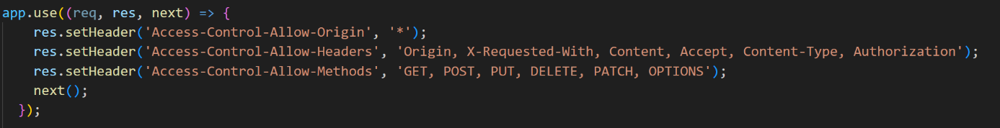 app.use((req, res, next) => {
res.setHeader('Access-Control-Allow-Origin', '*');
res.setHeader('Access-Control-Allow-Headers', 'Origin, X-Requested-With, Content, Accept, Content-Type, Authorization');
res.setHeader('Access-Control-Allow-Methods', 'GET, POST, PUT, DELETE, PATCH, OPTIONS');
next();
});